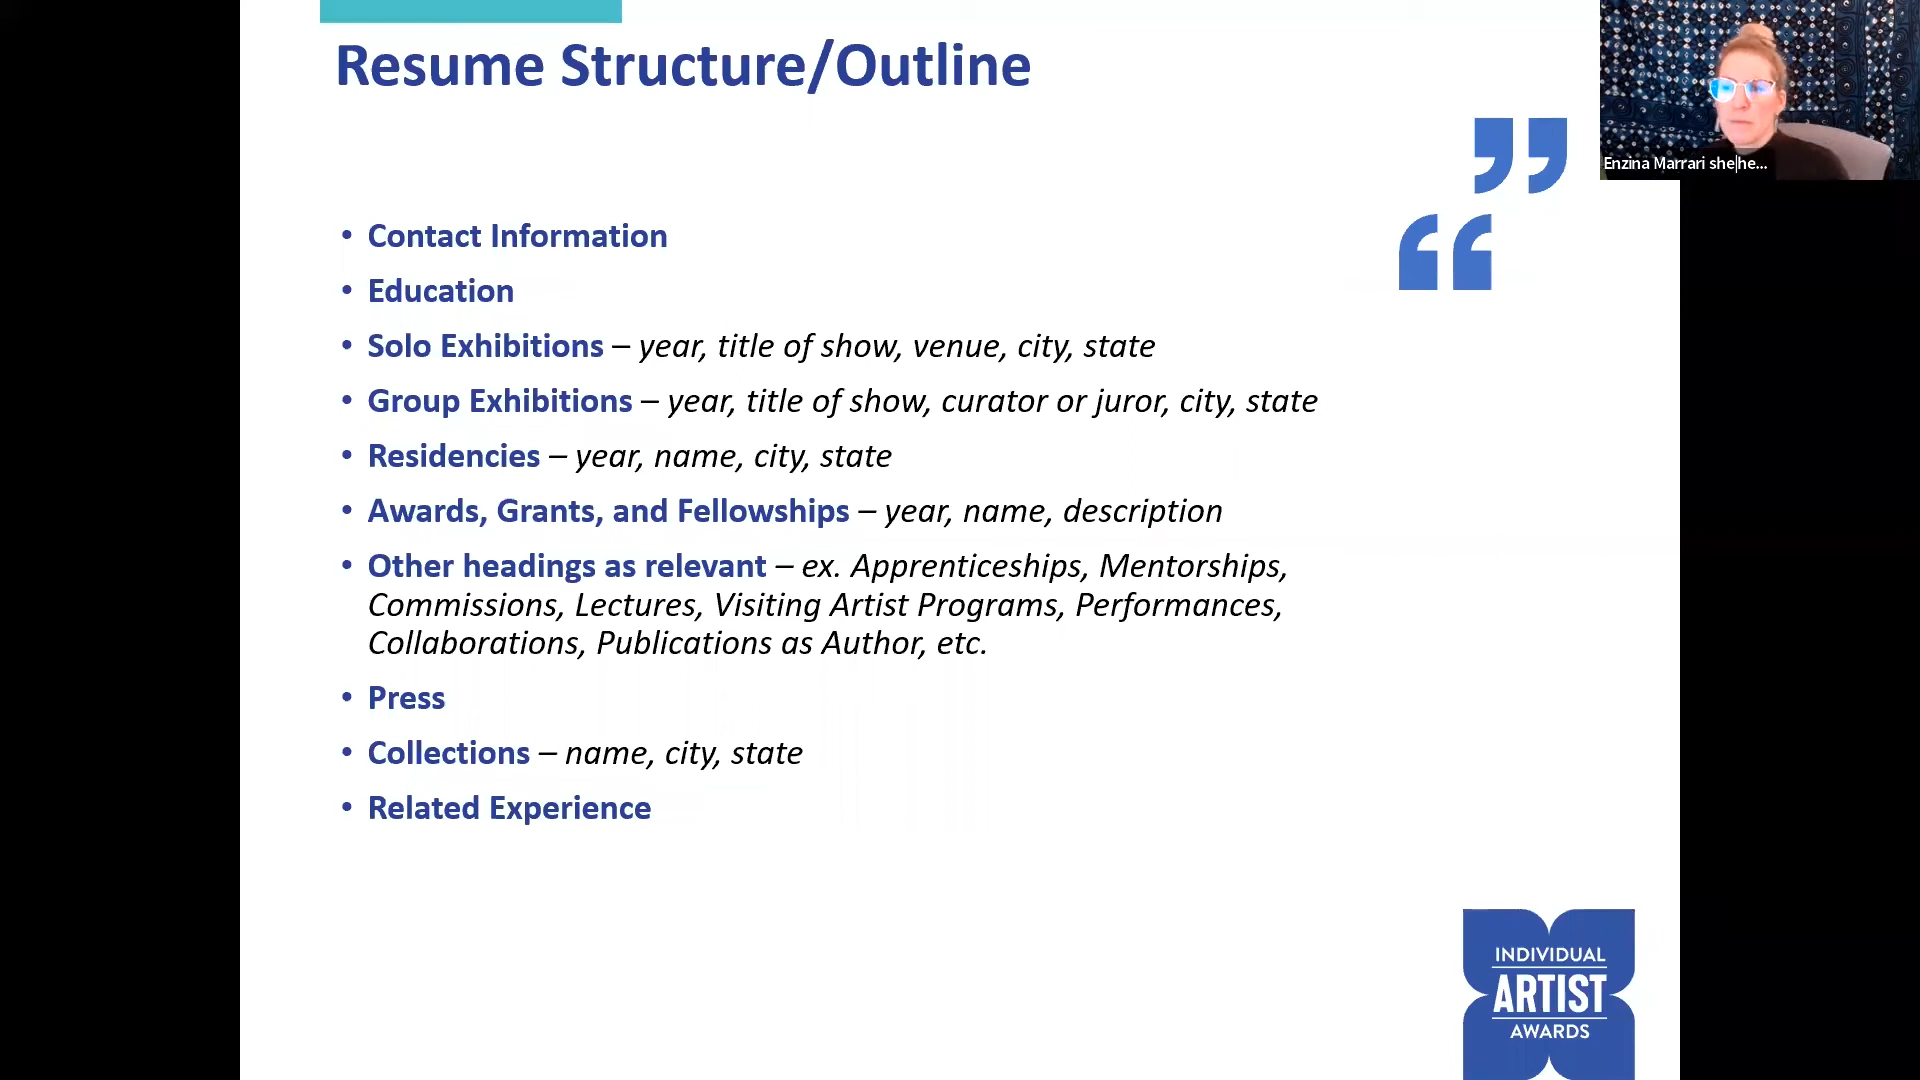 Resume Structure/Outline
Enzina Marrari she|he...
• Contact Information
• Education
• Solo Exhibitions – year, title of show, venue, city, state
• Group Exhibitions – year, title of show, curator or juror, city, state
• Residencies – year, name, city, state
• Awards, Grants, and Fellowships – year, name, description
• Other headings as relevant – ex. Apprenticeships, Mentorships,
Commissions, Lectures, Visiting Artist Programs, Performances,
Collaborations, Publications as Author, etc.
• Press
• Collections – name, city, state
• Related Experience
INDIVIDUAL
ARTIST
AWARDS